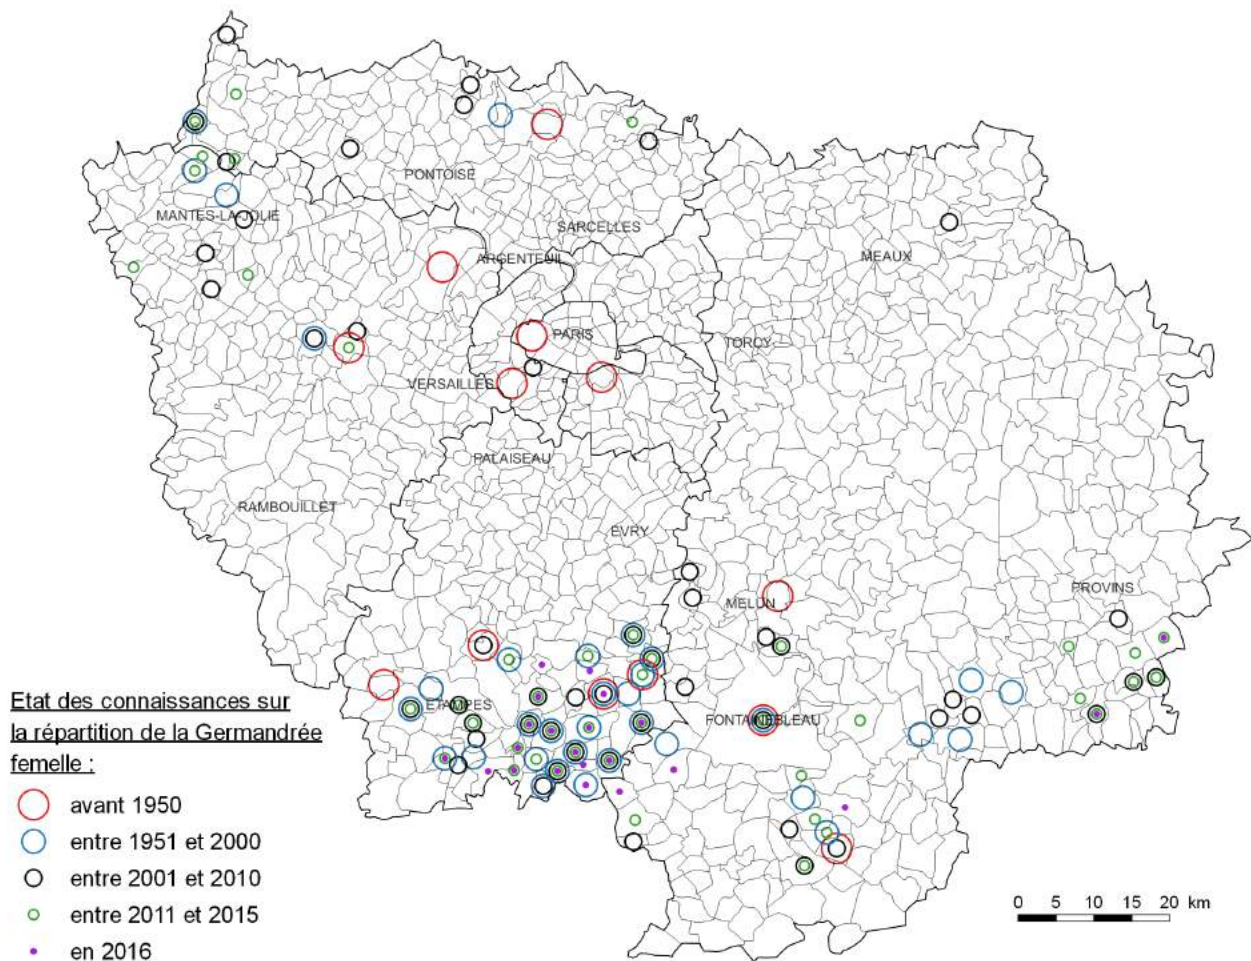 PONTOISE
MANTES-LA-JOLIE
SARCELLES
ARGENTEUIL
MEAUX
PARIS
TORCY
VERSAILLES
PALAISEAU
RAMBOUILLET
EVRY
MELUN
PROVINS
ETAMPES
FONTAINEBLEAU
Etat des connaissances sur
la répartition de la Germandrée
femelle :
avant 1950
entre 1951 et 2000
entre 2001 et 2010
entre 2011 et 2015
en 2016
0 5 10 15 20 km